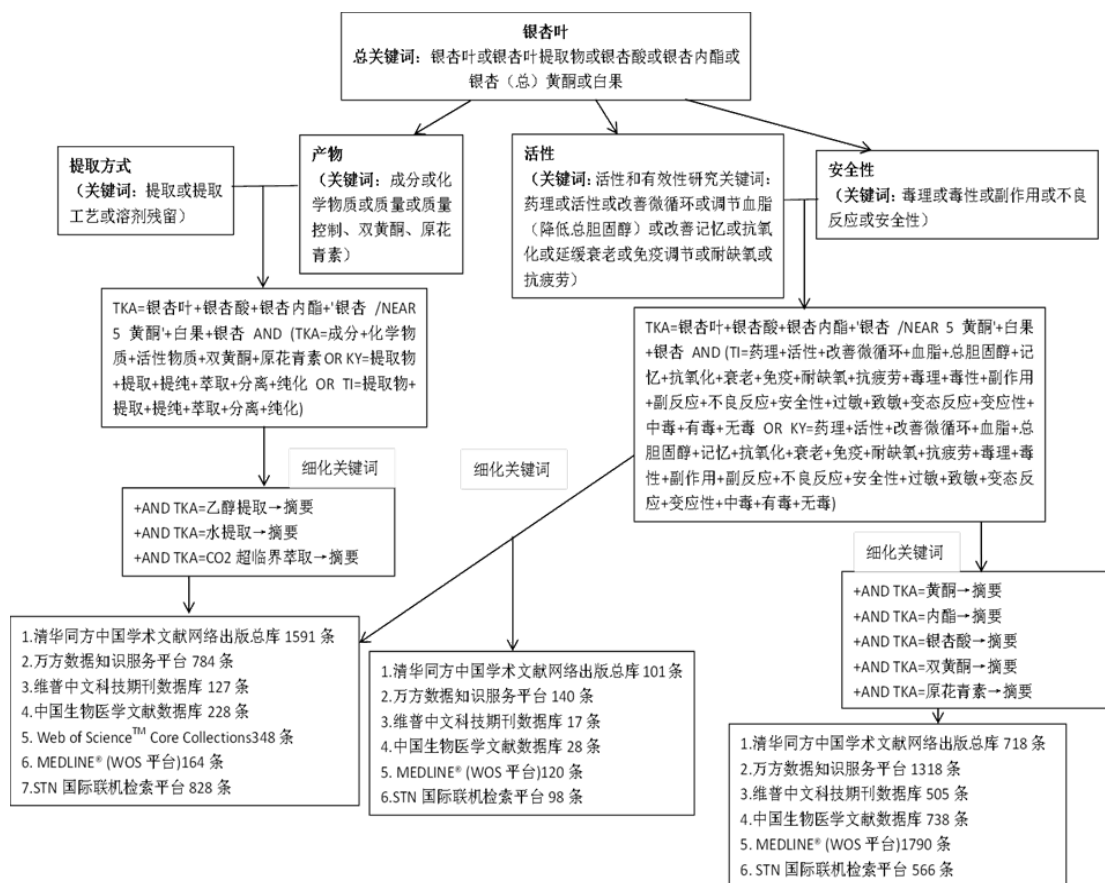 银杏叶
总关键词：银杏叶或银杏叶提取物或银杏酸或银杏内酯或
银杏（总）黄酮或白果
提取方式
（关键词：提取或提取
工艺或溶剂残留）
产物
（关键词：成分或化
学物质或质量或质量
控制、双黄酮、原花
青素）
活性
（关键词:活性和有效性研究关键词：
药理或活性或改善微循环或调节血脂
（降低总胆固醇）或改善记忆或抗氧
化或延缓衰老或免疫调节或耐缺氧或
抗疲劳）
安全性
（关键词：毒理或毒性或副作用或不良
反应或安全性）
TKA=银杏叶+银杏酸+银杏内酯+'银杏 /NEAR
5 黄酮'+白果+银杏 AND (TKA=成分+化学物
质+活性物质+双黄酮+原花青素 OR KY=提取物
+提取+提纯+萃取+分离+纯化 OR TI=提取物+
提取+提纯+萃取+分离+纯化)
TKA=银杏叶+银杏酸+银杏内酯+'银杏 /NEAR 5 黄酮'+白果
+银杏 AND (TI=药理+活性+改善微循环+血脂+总胆固醇+记
忆+抗氧化+衰老+免疫+耐缺氧+抗疲劳+毒理+毒性+副作用
+副反应+不良反应+安全性+过敏+致敏+变态反应+变应性+
中毒+有毒+无毒 OR KY=药理+活性+改善微循环+血脂+总
胆固醇+记忆+抗氧化+衰老+免疫+耐缺氧+抗疲劳+毒理+毒
性+副作用+副反应+不良反应+安全性+过敏+致敏+变态反
应+变应性+中毒+有毒+无毒)
细化关键词
细化关键词
细化关键词
+AND TKA=乙醇提取→摘要
+AND TKA=水提取→摘要
+AND TKA=CO2 超临界萃取→摘要
+AND TKA=黄酮→摘要
+AND TKA=内酯→摘要
+AND TKA=银杏酸→摘要
+AND TKA=双黄酮→摘要
+AND TKA=原花青素→摘要
1.清华同方中国学术文献网络出版总库 1591 条
2.万方数据知识服务平台 784 条
3.维普中文科技期刊数据库 127 条
4.中国生物医学文献数据库 228 条
5. Web of Science™ Core Collections348 条
6. MEDLINE® (WOS 平台)164 条
7.STN 国际联机检索平台 828 条
1.清华同方中国学术文献网络出版总库 101 条
2.万方数据知识服务平台 140 条
3.维普中文科技期刊数据库 17 条
4.中国生物医学文献数据库 28 条
5. MEDLINE® (WOS 平台)120 条
6.STN 国际联机检索平台 98 条
1.清华同方中国学术文献网络出版总库 718 条
2.万方数据知识服务平台 1318 条
3.维普中文科技期刊数据库 505 条
4.中国生物医学文献数据库 738 条
5. MEDLINE® (WOS 平台)1790 条
6. STN 国际联机检索平台 566 条